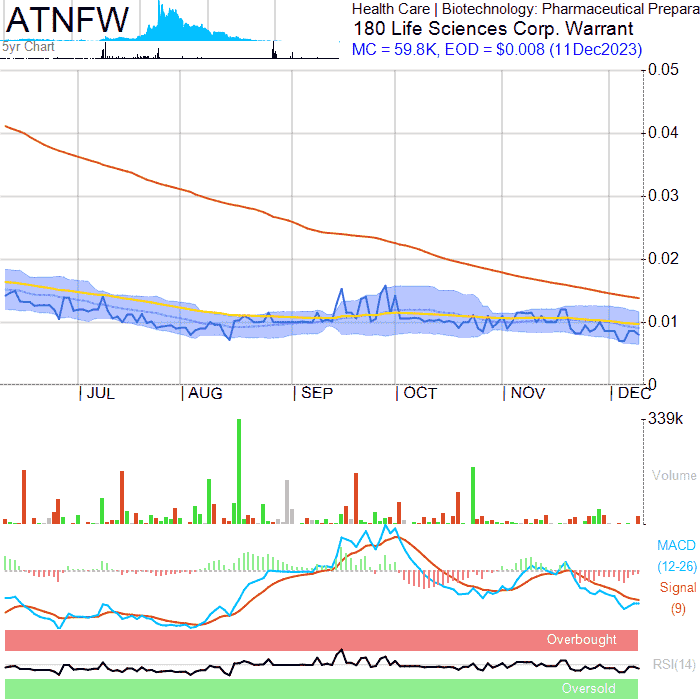 ATNFW
5yr Chart
Health Care | Biotechnology: Pharmaceutical Prepara
180 Life Sciences Corp. Warrant
MC = 59.8K, EOD = $0.008 (11Dec2023)
0.05
0.04
0.03
0.02
0.01
0
JUL AUG SEP OCT NOV DEC
339k
Volume
MACD
(12-26)
Signal
(9)
Overbought
RSI(14)
Oversold